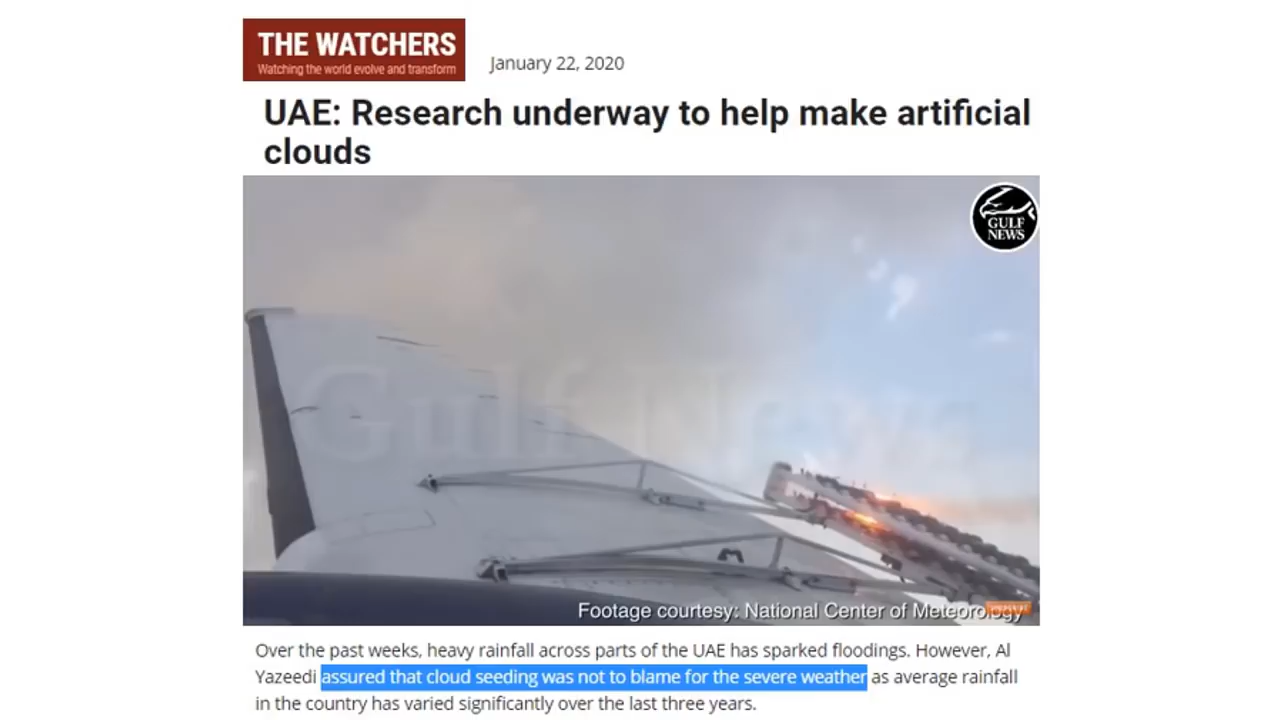 THE WATCHERS
Watching the world evolve and transform
January 22, 2020
UAE: Research underway to help make artificial
clouds
GULF
NEWS
Gulf News
Footage courtesy: National Center of Meteorology
Over the past weeks, heavy rainfall across parts of the UAE has sparked floodings. However, Al
Yazeedi assured that cloud seeding was not to blame for the severe weather as average rainfall
in the country has varied significantly over the last three years.